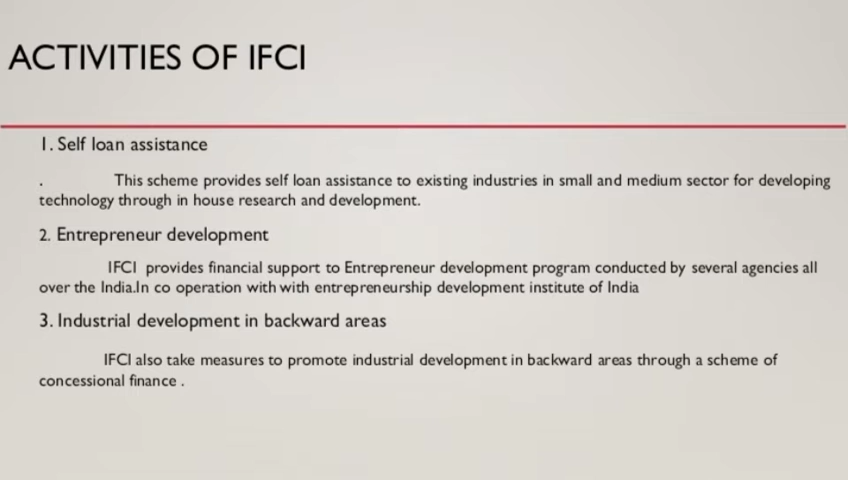 ACTIVITIES OF IFCI
1. Self loan assistance
. This scheme provides self loan assistance to existing industries in small and medium sector for developing
technology through in house research and development.
2. Entrepreneur development
IFCI provides financial support to Entrepreneur development program conducted by several agencies all
over the India.In co operation with with entrepreneurship development institute of India
3. Industrial development in backward areas
IFCI also take measures to promote industrial development in backward areas through a scheme of
concessional finance .